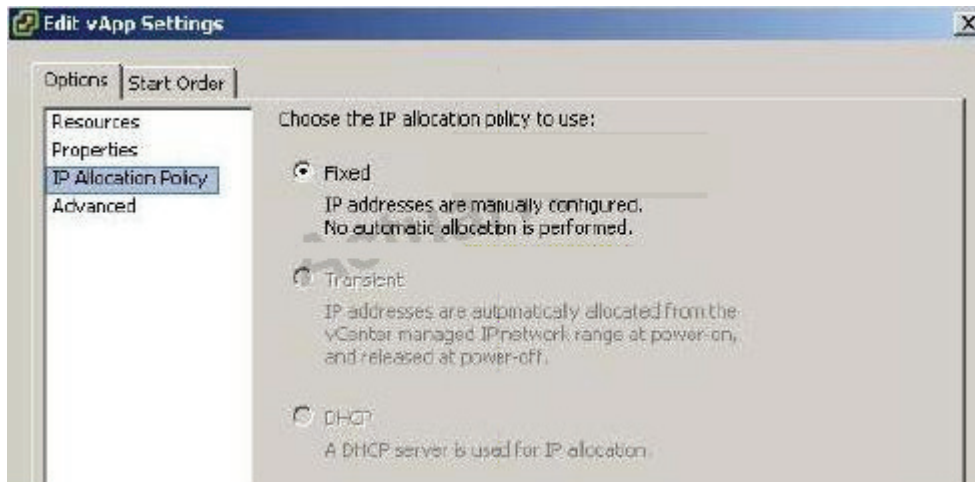 Edit vApp Settings
Options
Start Order
Resources
Properties
IP Allocation Policy
Advanced
Choose the IP allocation policy to use:
Fixed
IP addresses are manually configured.
No automatic allocation is performed.
Transient
IP addresses are automatically allocated from the
vCenter managed IP network range at power-on,
and released at power-off.
DHCP
A DHCP server is used for IP allocation.